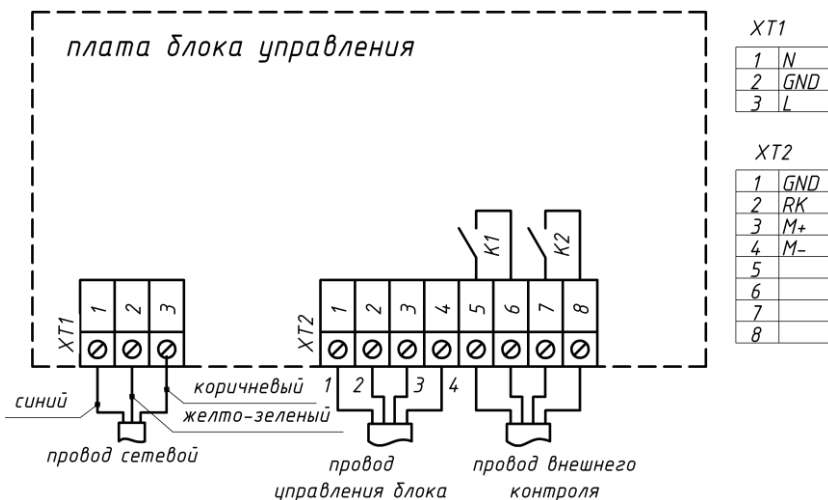 плата блока управления
XT1
1 N
2 GND
3 L
XT2
1 GND
2 RK
3 M+
4 M-
5
6
7
8
K1
K2
XT1
1 2 3
XT2
1 2 3 4 5 6 7 8
синий
коричневый
желто-зеленый
1 2 3 4
провод сетевой
провод
управления блока
провод внешнего
контроля